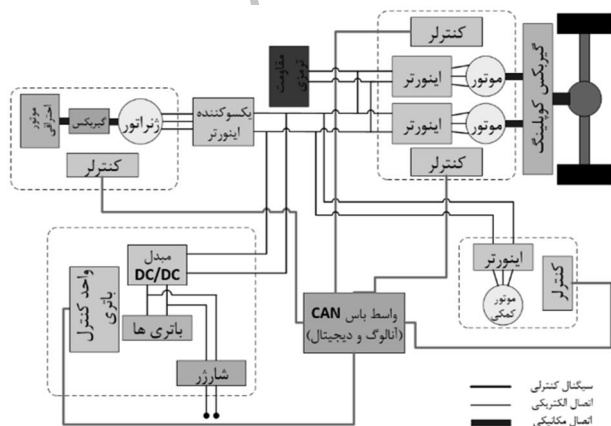 کنترلر
مقاومت
ترمزی
اینورتر
موتور
گیربکس کوپلینگ
اینورتر
موتور
کنترلر
موتور
احتراقی
گیربکس
ژنراتور
یکسوکننده
اینورتر
کنترلر
واحد کنترل
باتری
مبدل
DC/DC
باتری ها
شارژر
واسط باس CAN
(آنالوگ و دیجیتال)
اینورتر
موتور
کمکی
کنترلر
سیگنال کنترلی
اتصال الکتریکی
اتصال مکانیکی